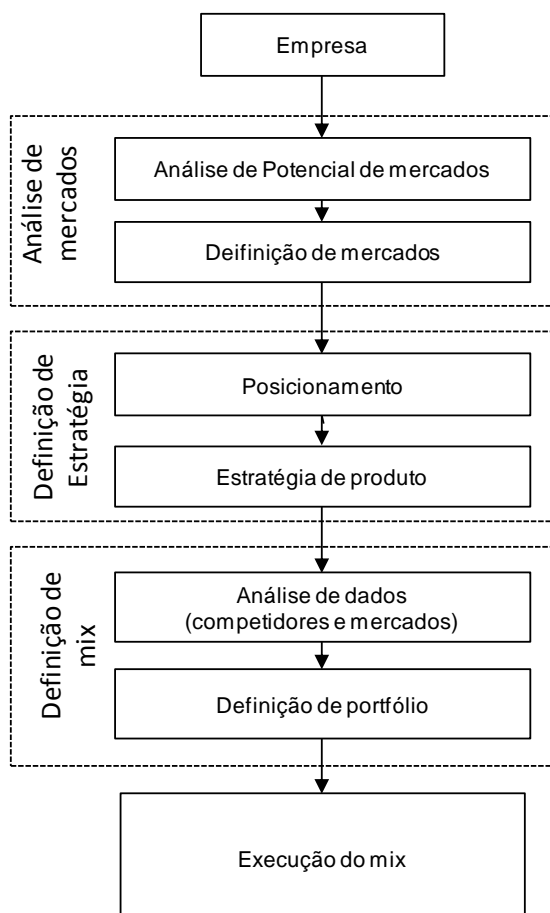 Empresa
Análise de
mercados
Análise de Potencial de mercados
Deifinição de mercados
Definição de
Estratégia
Posicionamento
Estratégia de produto
Definição de
mix
Análise de dados
(competidores e mercados)
Definição de portfólio
Execução do mix